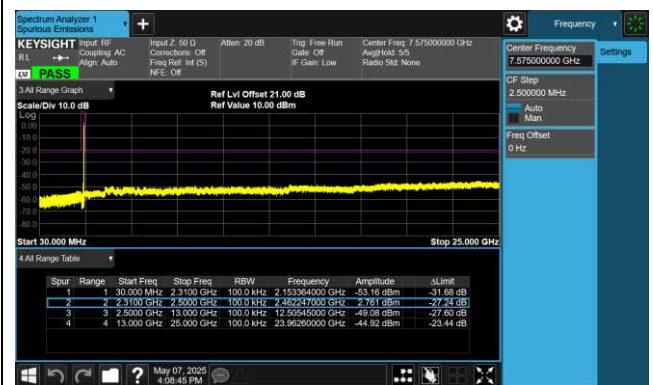 Spectrum Analyzer 1
Spurious Emissions
Frequency
KEYSIGHT
Input: RF
Coupling: AC
Align: Auto
Input Z: 50 Ω
Corrections: Off
Freq Ref: Int (S)
NFE: Off
Atten: 20 dB
Trig: Free Run
Gate: Off
IF Gain: Low
Center Freq: 7.575000000 GHz
Avg|Hold: 5/5
Radio Std: None
RL
LXI
PASS
Center Frequency
7.575000000 GHz
Settings
CF Step
2.500000 MHz
Auto
Man
Freq Offset
0 Hz
3 All Range Graph
Scale/Div 10.0 dB
Ref Lvl Offset 21.00 dB
Ref Value 10.00 dBm
Log
0.00
-10.0
-20.0
-30.0
-40.0
-50.0
-60.0
-70.0
-80.0
Start 30.000 MHz
Stop 25.000 GHz
4 All Range Table
Spur Range Start Freq Stop Freq RBW Frequency Amplitude ΔLimit
1 1 30.000 MHz 2.3100 GHz 100.0 kHz 2.153364000 GHz -53.16 dBm -31.68 dB
2 2 2.3100 GHz 2.5000 GHz 100.0 kHz 2.462247000 GHz 2.761 dBm -27.24 dB
3 3 2.5000 GHz 13.000 GHz 100.0 kHz 12.50545000 GHz -49.08 dBm -27.60 dB
4 4 13.000 GHz 25.000 GHz 100.0 kHz 23.96260000 GHz -44.92 dBm -23.44 dB
May 07, 2025
4:08:45 PM